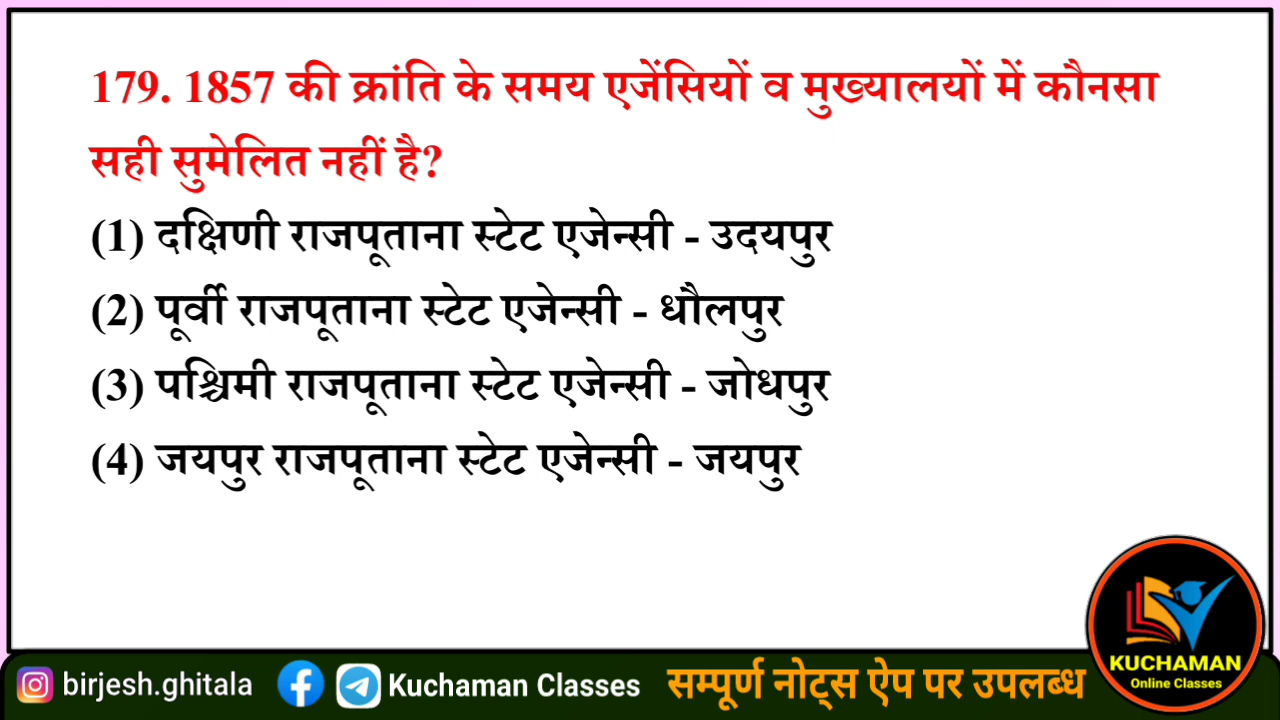 179. 1857 की क्रांति के समय एजेंसियों व मुख्यालयों में कौनसा
सही सुमेलित नहीं है?
(1) दक्षिणी राजपूताना स्टेट एजेन्सी - उदयपुर
(2) पूर्वी राजपूताना स्टेट एजेन्सी - धौलपुर
(3) पश्चिमी राजपूताना स्टेट एजेन्सी - जोधपुर
(4) जयपुर राजपूताना स्टेट एजेन्सी - जयपुर
KUCHAMAN
Online Classes
birjesh.ghitala Kuchaman Classes सम्पूर्ण नोट्स ऐप पर उपलब्ध